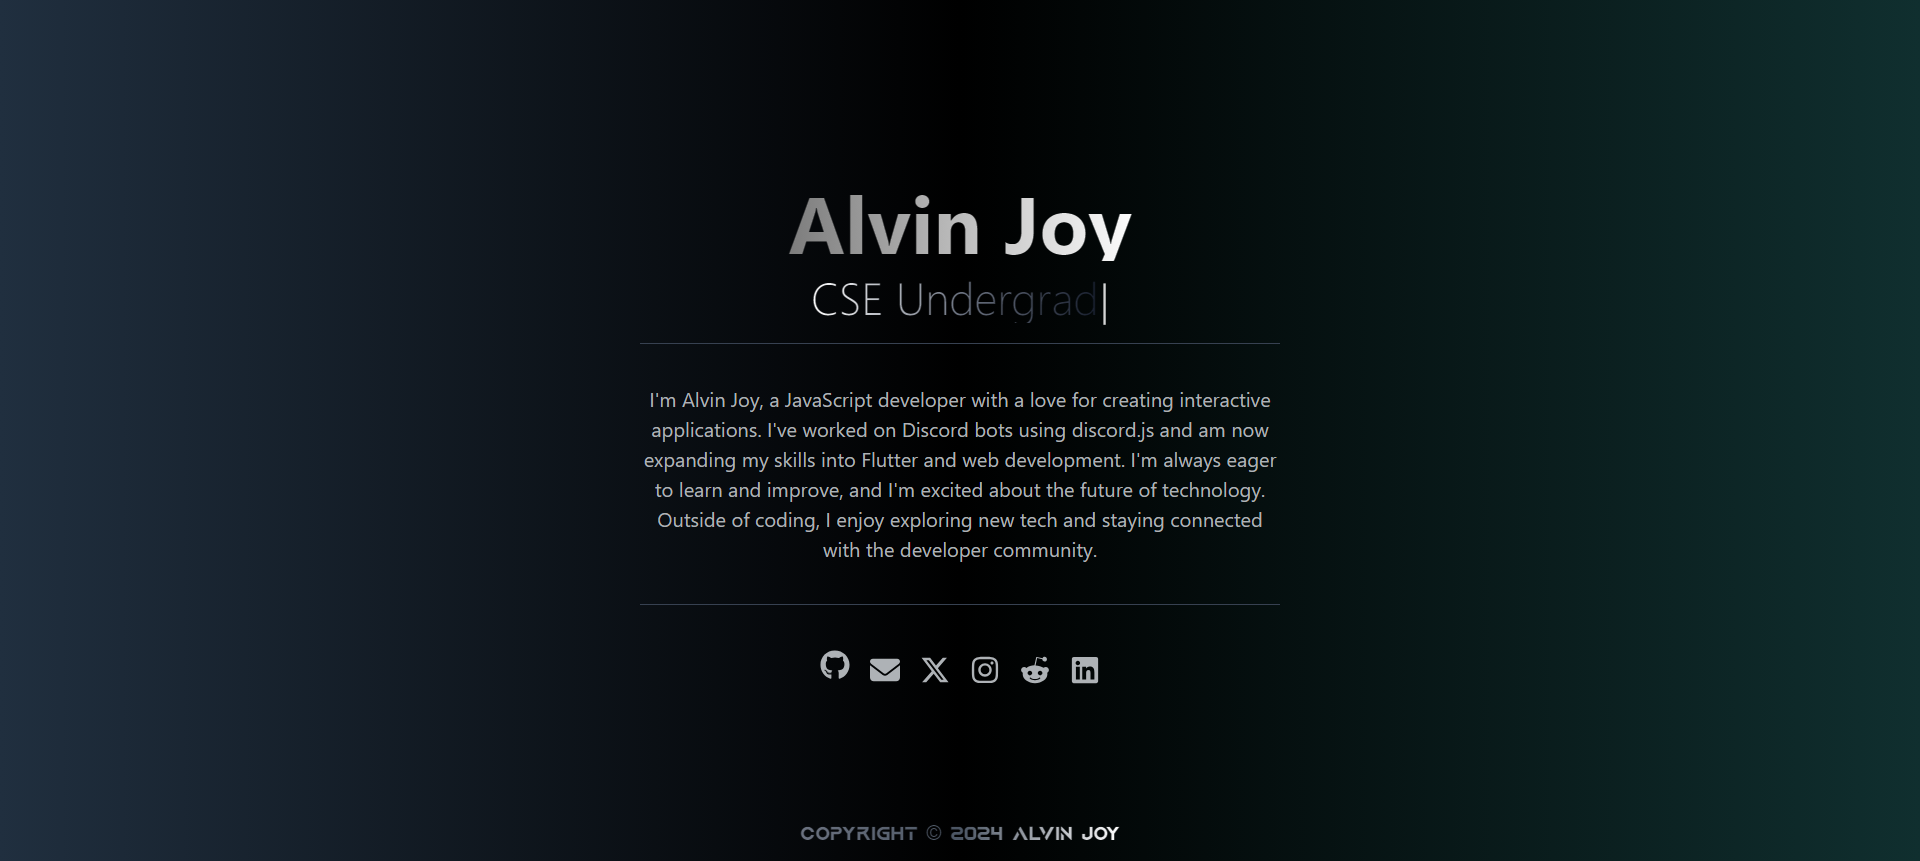 Alvin Joy
CSE Undergrad|
I'm Alvin Joy, a JavaScript developer with a love for creating interactive
applications. I've worked on Discord bots using discord.js and am now
expanding my skills into Flutter and web development. I'm always eager
to learn and improve, and I'm excited about the future of technology.
Outside of coding, I enjoy exploring new tech and staying connected
with the developer community.
COPYRIGHT © 2024 ALVIN JOY